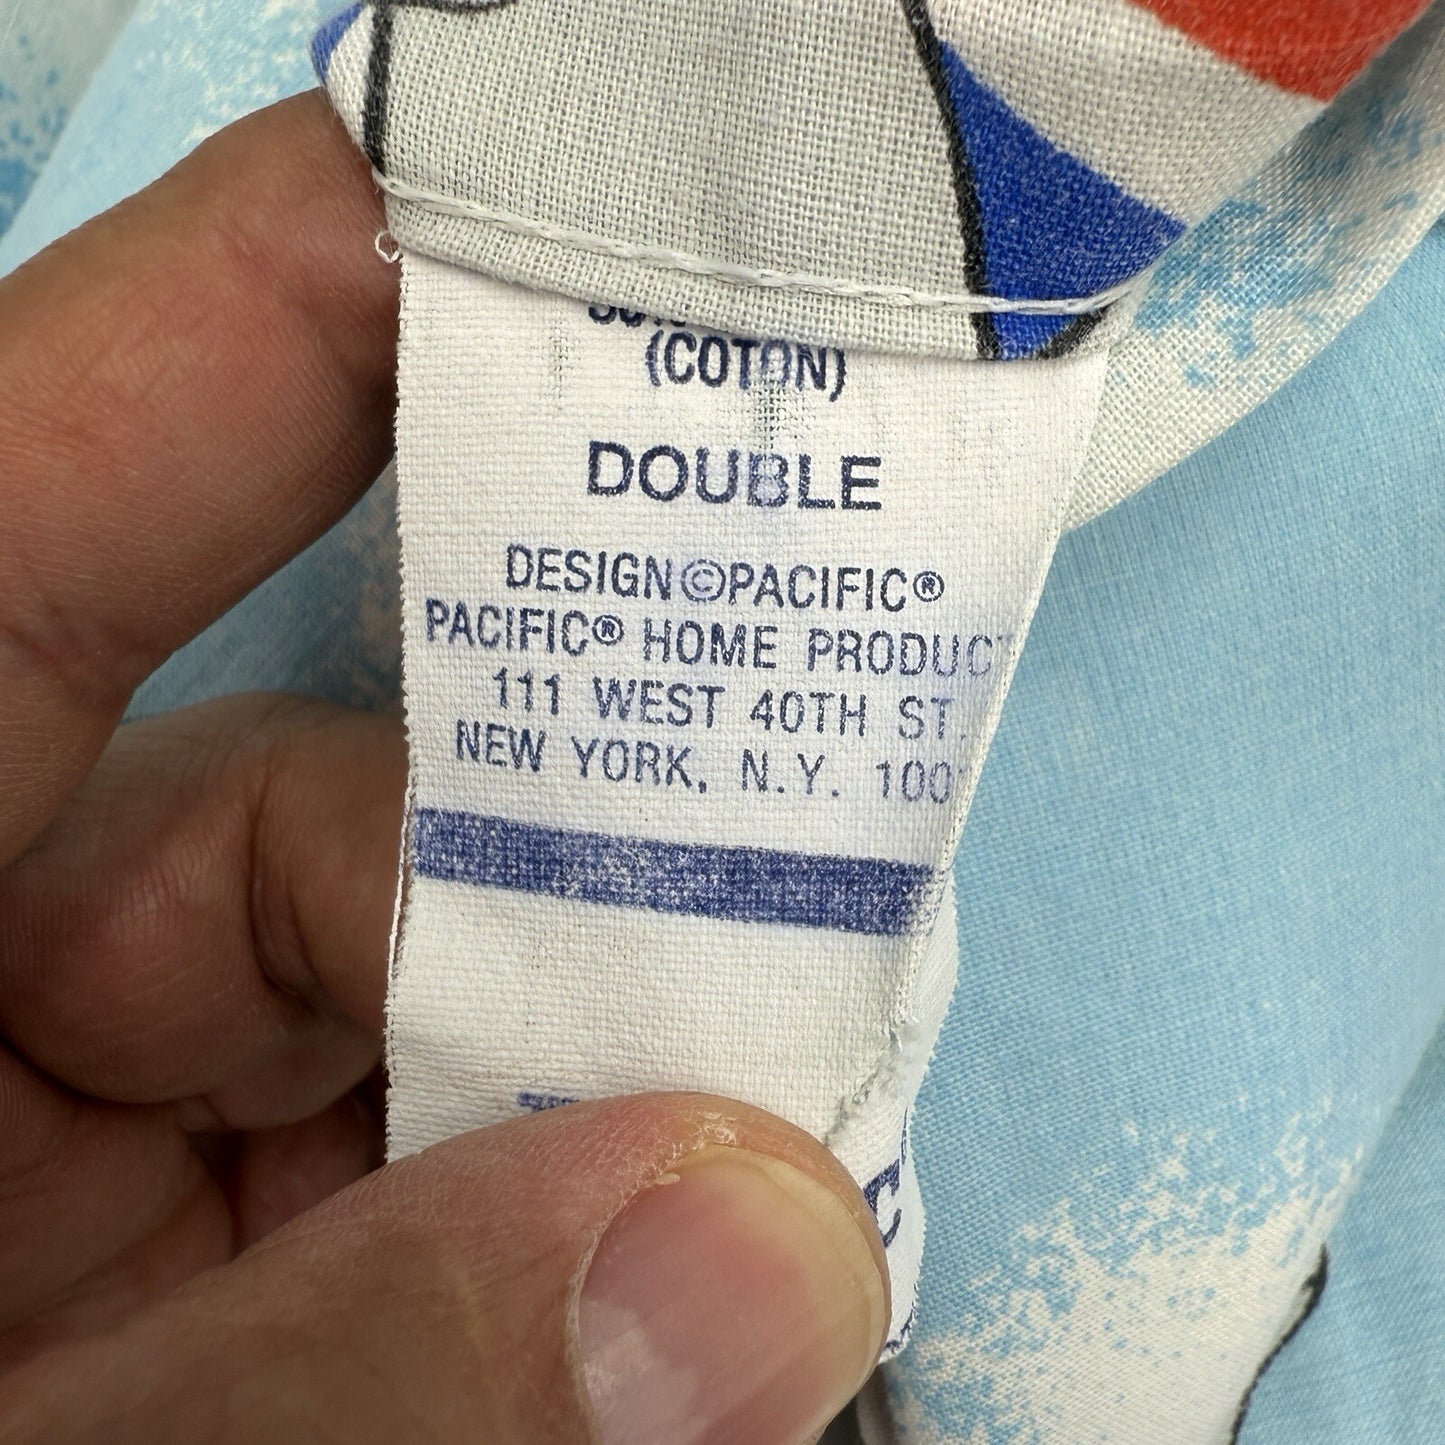 (COTON)
DOUBLE
DESIGN©PACIFIC®
PACIFIC® HOME PRODUCT
111 WEST 40TH ST.
NEW YORK, N.Y. 100